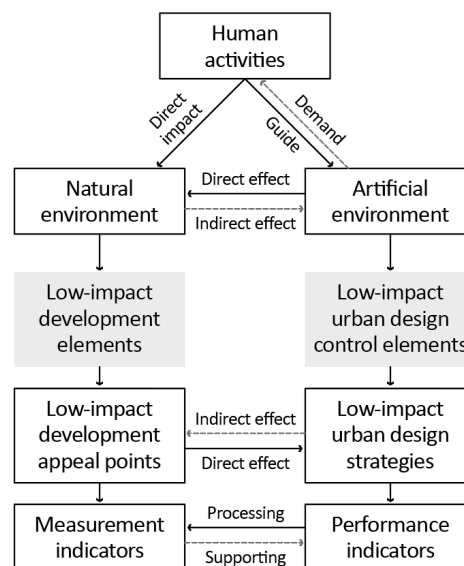 Human
activities
Direct
impact
Guide
Demand
Natural
environment
Direct effect
Indirect effect
Artificial
environment
Low-impact
development
elements
Low-impact
urban design
control elements
Low-impact
development
appeal points
Indirect effect
Direct effect
Low-impact
urban design
strategies
Measurement
indicators
Processing
Supporting
Performance
indicators